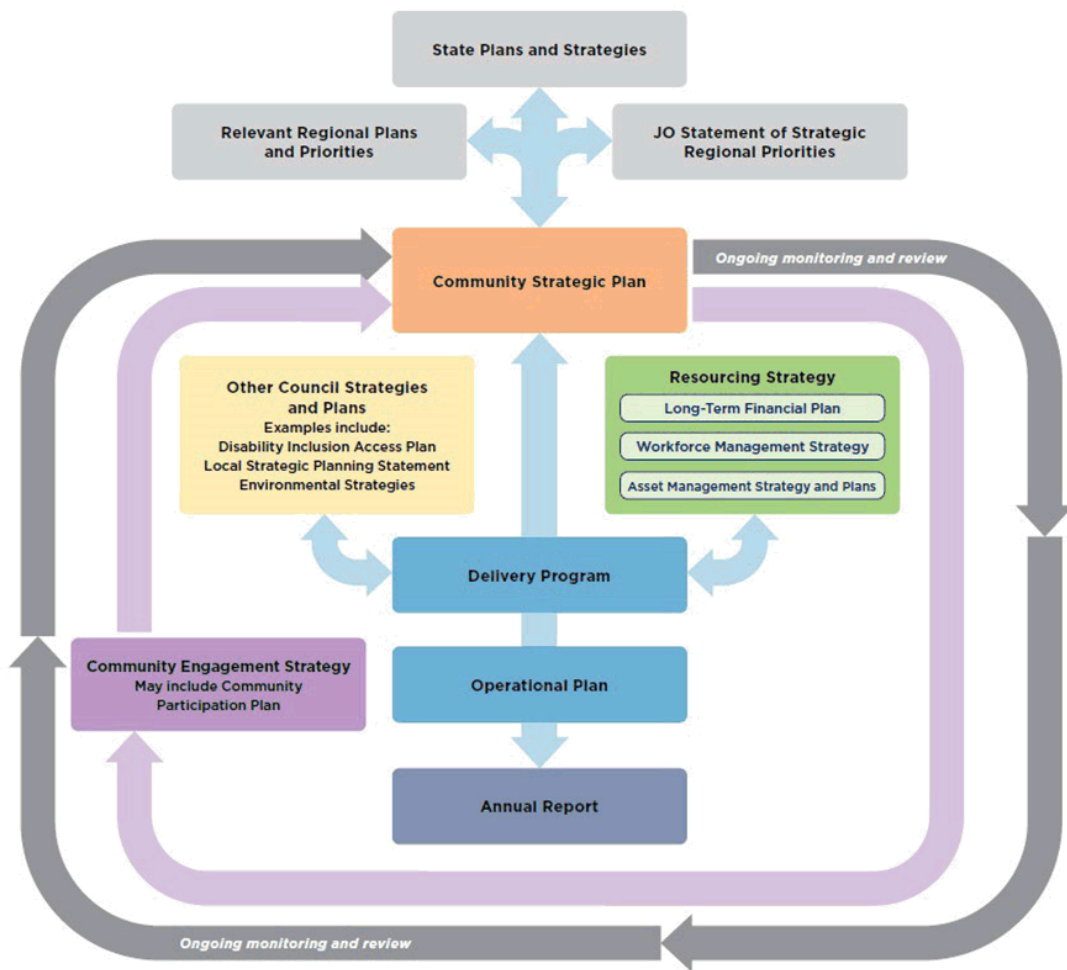 State Plans and Strategies
Relevant Regional Plans
and Priorities
JO Statement of Strategic
Regional Priorities
Community Strategic Plan
Ongoing monitoring and review
Other Council Strategies
and Plans
Examples include:
Disability Inclusion Access Plan
Local Strategic Planning Statement
Environmental Strategies
Resourcing Strategy
Long-Term Financial Plan
Workforce Management Strategy
Asset Management Strategy and Plans
Delivery Program
Community Engagement Strategy
May include Community
Participation Plan
Operational Plan
Annual Report
Ongoing monitoring and review